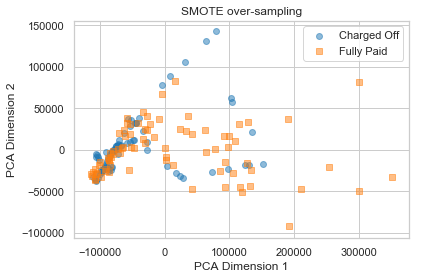 SMOTE over-sampling
Charged Off
Fully Paid
PCA Dimension 2
150000
100000
50000
0
−50000
−100000
−100000 0 100000 200000 300000
PCA Dimension 1